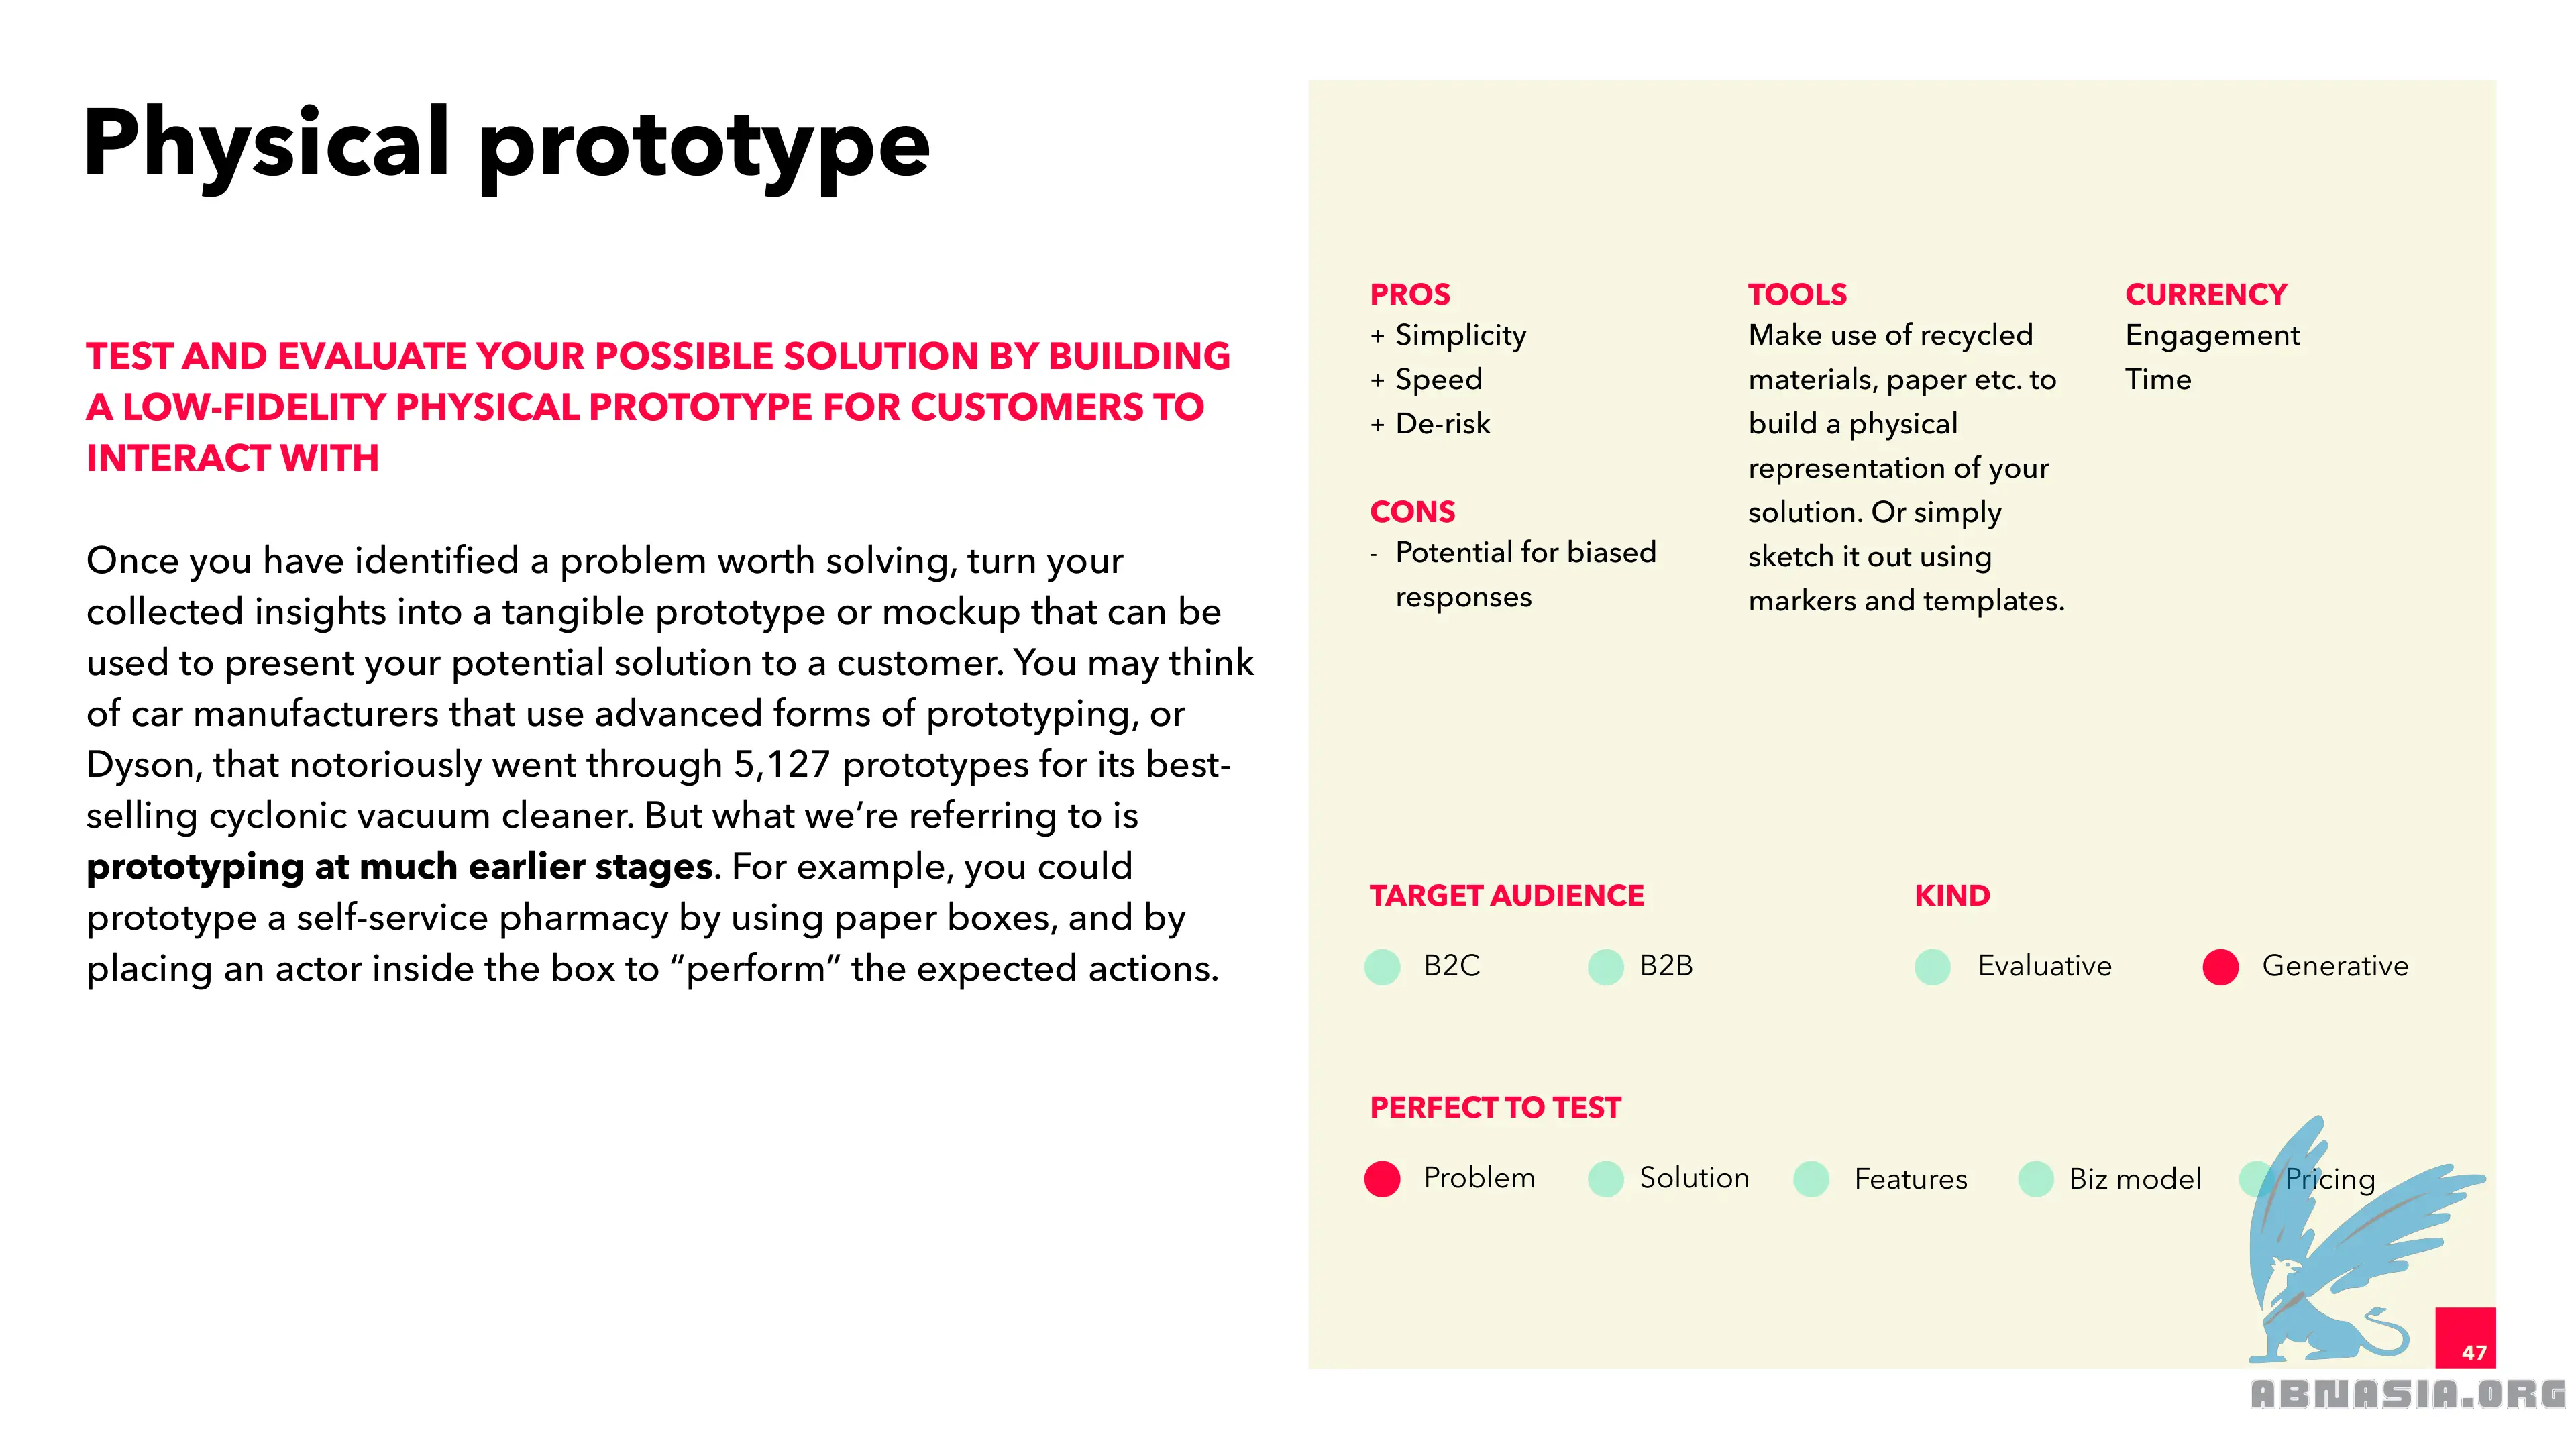 Physical prototype
TEST AND EVALUATE YOUR POSSIBLE SOLUTION BY BUILDING
A LOW-FIDELITY PHYSICAL PROTOTYPE FOR CUSTOMERS TO
INTERACT WITH
Once you have identified a problem worth solving, turn your
collected insights into a tangible prototype or mockup that can be
used to present your potential solution to a customer. You may think
of car manufacturers that use advanced forms of prototyping, or
Dyson, that notoriously went through 5,127 prototypes for its best-
selling cyclonic vacuum cleaner. But what we’re referring to is
prototyping at much earlier stages. For example, you could
prototype a self-service pharmacy by using paper boxes, and by
placing an actor inside the box to “perform” the expected actions.
PROS
+ Simplicity
+ Speed
+ De-risk
CONS
- Potential for biased
responses
TOOLS
Make use of recycled
materials, paper etc. to
build a physical
representation of your
solution. Or simply
sketch it out using
markers and templates.
CURRENCY
Engagement
Time
TARGET AUDIENCE
B2C B2B
KIND
Evaluative Generative
PERFECT TO TEST
Problem Solution Features Biz model Pricing
47
ABNASIA.ORG